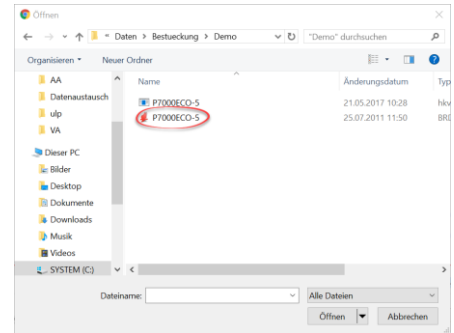 Öffnen
« Daten > Bestueckung > Demo
"Demo" durchsuchen
Organisieren
Neuer Ordner
AA
Datenaustausch
ulp
VA
Dieser PC
Bilder
Desktop
Dokumente
Downloads
Musik
Videos
SYSTEM (C:)
Name Änderungsdatum Typ
P7000ECO-5 21.05.2017 10:28 hkv
P7000ECO-5 25.07.2011 11:50 BRD
Dateiname:
Alle Dateien
Öffnen
Abbrechen